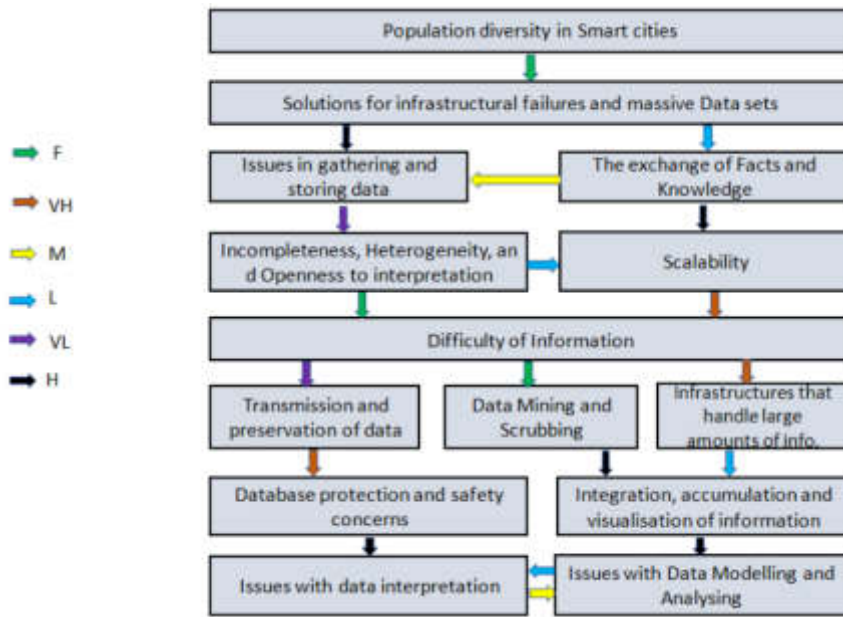 Population diversity in Smart cities
Solutions for infrastructural failures and massive Data sets
F
VH
M
L
VL
H
Issues in gathering and
storing data
The exchange of Facts and
Knowledge
Incompleteness, Heterogeneity, an
d Openness to interpretation
Scalability
Difficulty of Information
Transmission and
preservation of data
Data Mining and
Scrubbing
Infrastructures that
handle large
amounts of info.
Database protection and safety
concerns
Integration, accumulation and
visualisation of information
Issues with data interpretation
Issues with Data Modelling and
Analysing